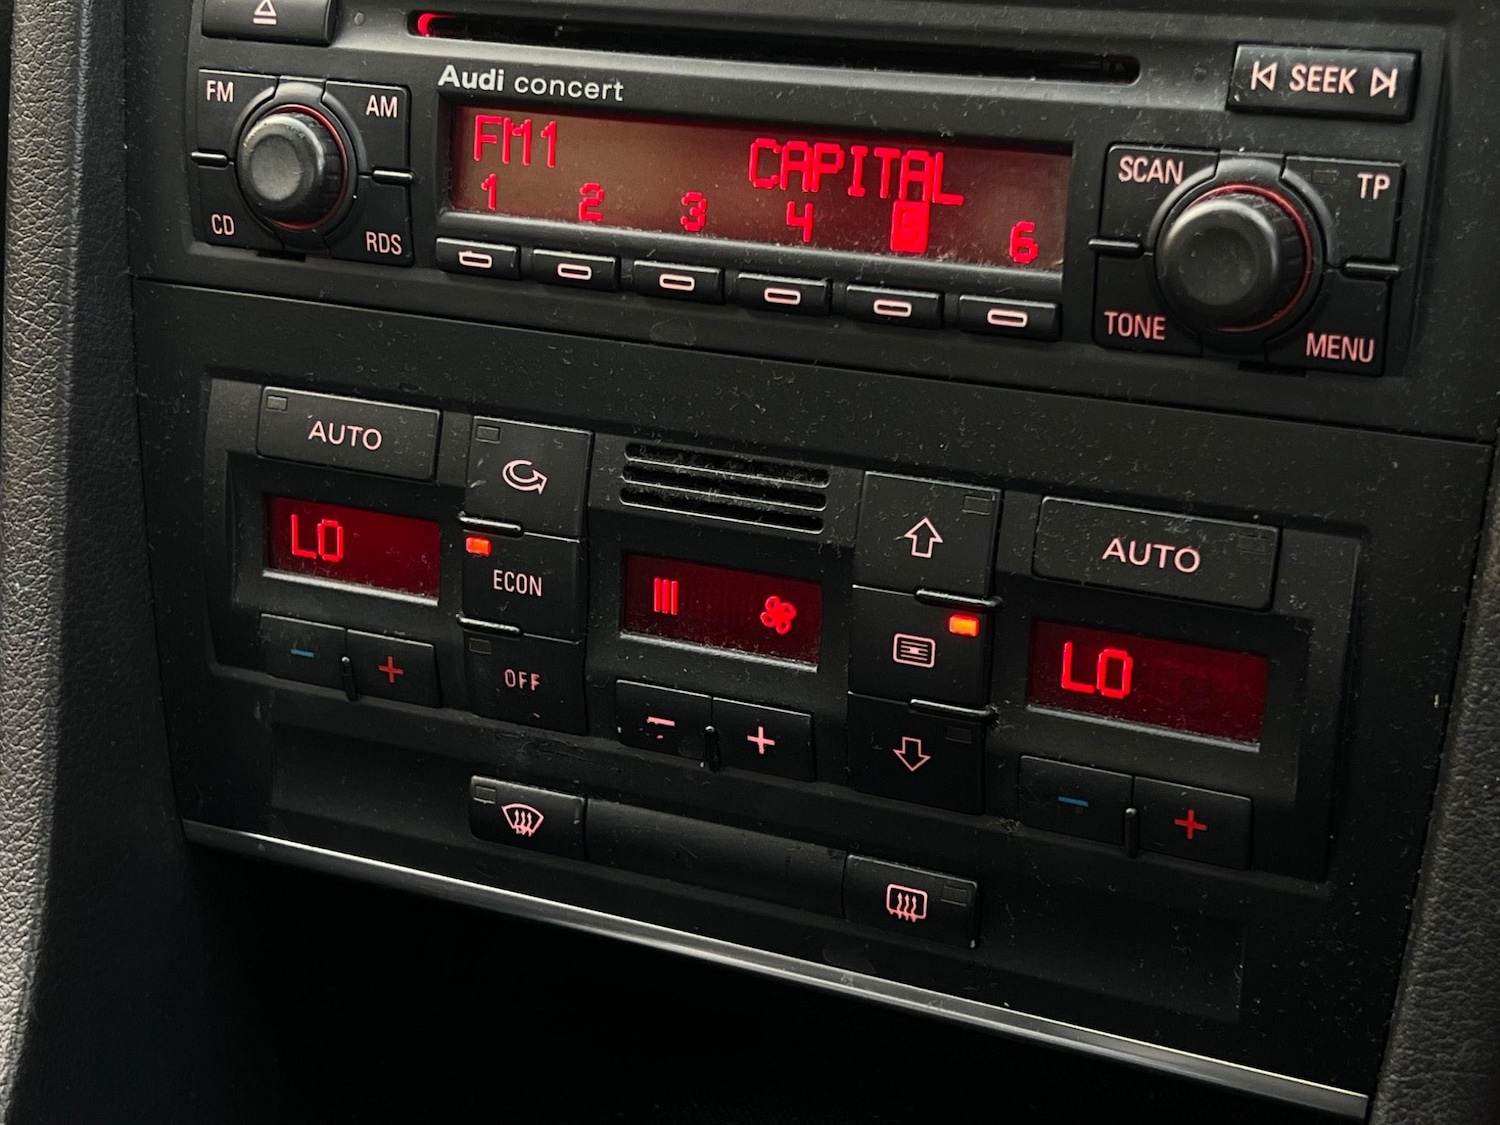 Audi concert
SEEK
FM
AM
CD
RDS
FM1 CAPITAL
1 2 3 4 5 6
SCAN
TP
TONE
MENU
AUTO
LO
ECON
OFF
AUTO
LO